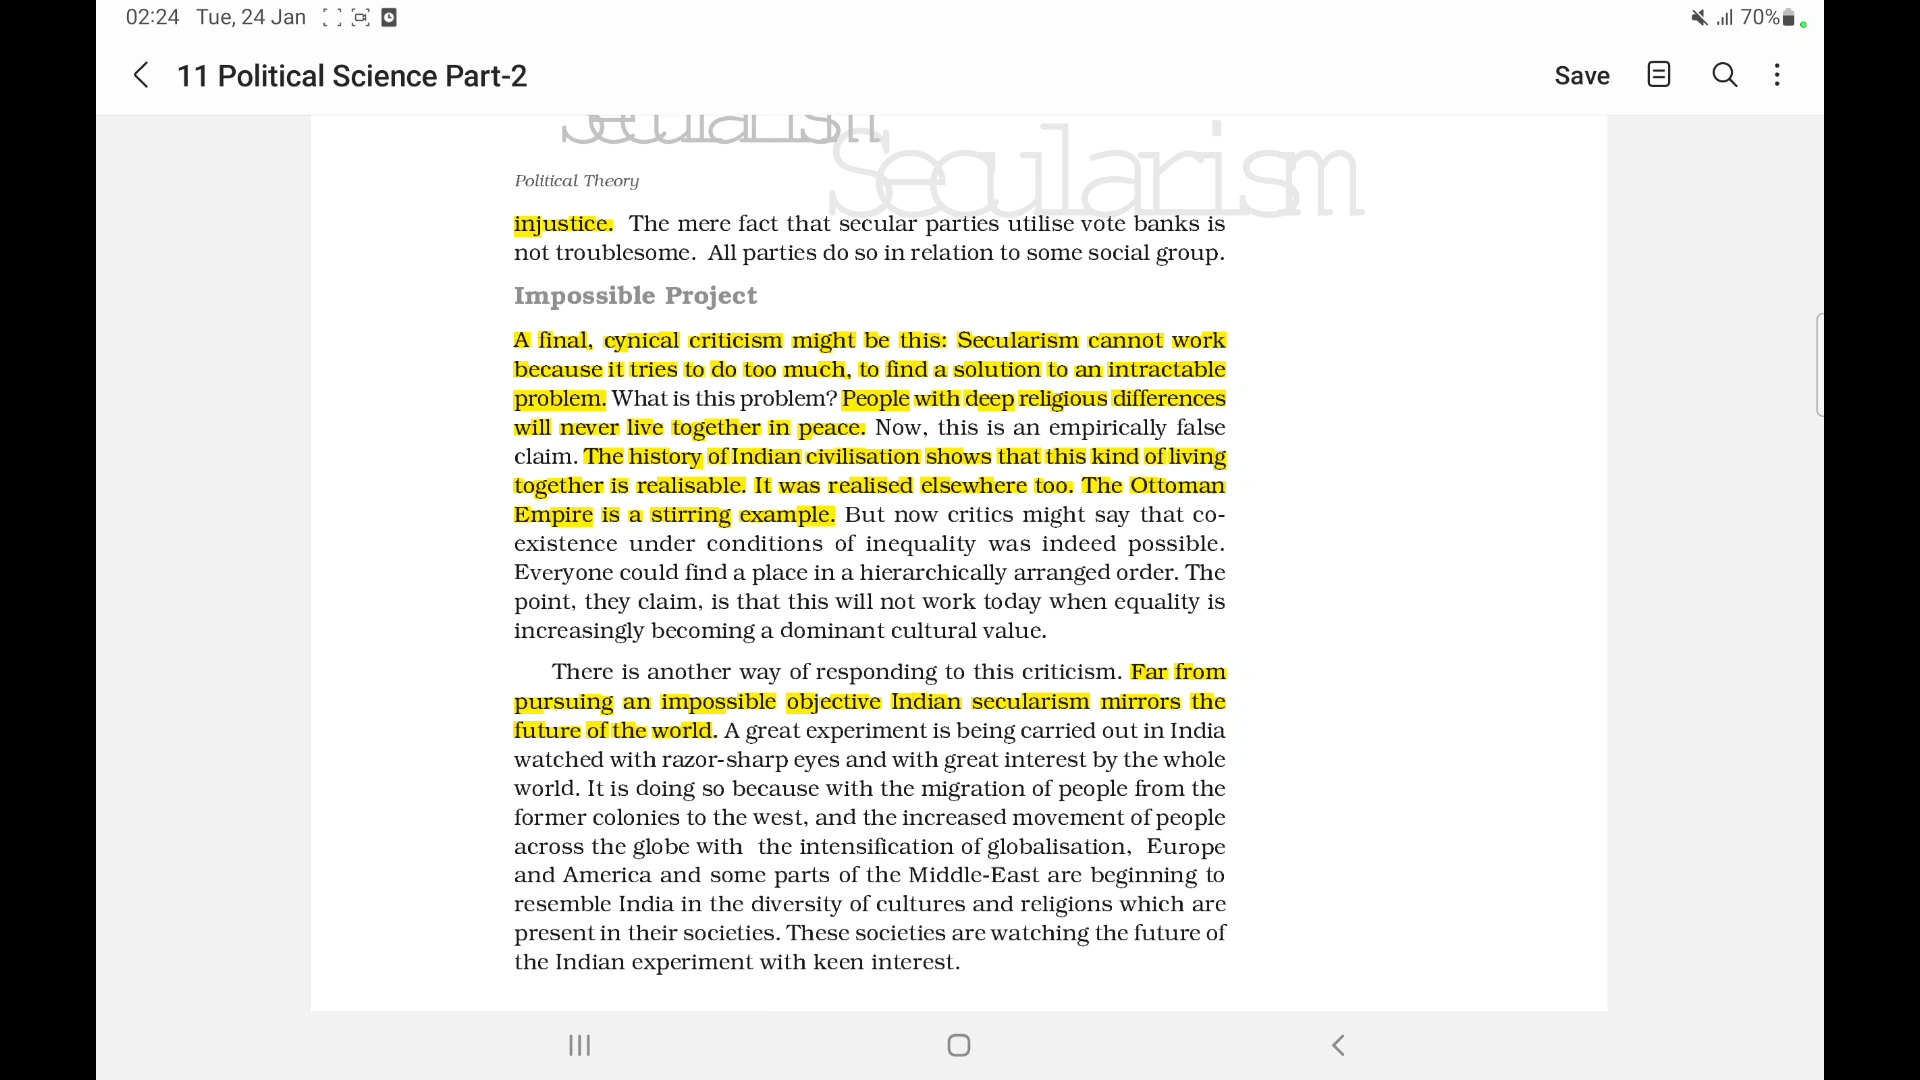 02:24 Tue, 24 Jan
70%
11 Political Science Part-2
Save
Secularism
Secularism
Political Theory
injustice. The mere fact that secular parties utilise vote banks is
not troublesome. All parties do so in relation to some social group.
Impossible Project
A final, cynical criticism might be this: Secularism cannot work
because it tries to do too much, to find a solution to an intractable
problem. What is this problem? People with deep religious differences
will never live together in peace. Now, this is an empirically false
claim. The history of Indian civilisation shows that this kind of living
together is realisable. It was realised elsewhere too. The Ottoman
Empire is a stirring example. But now critics might say that co-
existence under conditions of inequality was indeed possible.
Everyone could find a place in a hierarchically arranged order. The
point, they claim, is that this will not work today when equality is
increasingly becoming a dominant cultural value.
There is another way of responding to this criticism. Far from
pursuing an impossible objective Indian secularism mirrors the
future of the world. A great experiment is being carried out in India
watched with razor-sharp eyes and with great interest by the whole
world. It is doing so because with the migration of people from the
former colonies to the west, and the increased movement of people
across the globe with the intensification of globalisation, Europe
and America and some parts of the Middle-East are beginning to
resemble India in the diversity of cultures and religions which are
present in their societies. These societies are watching the future of
the Indian experiment with keen interest.